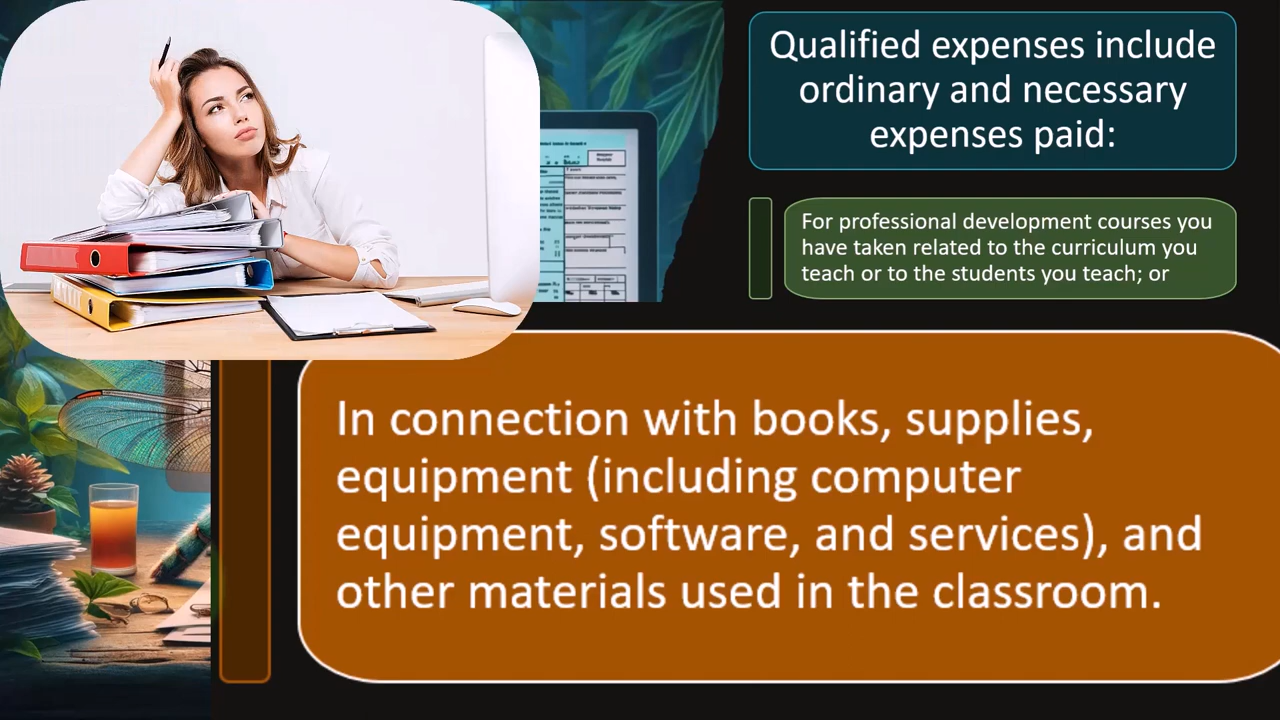 Qualified expenses include
ordinary and necessary
expenses paid:
For professional development courses you
have taken related to the curriculum you
teach or to the students you teach; or
In connection with books, supplies,
equipment (including computer
equipment, software, and services), and
other materials used in the classroom.